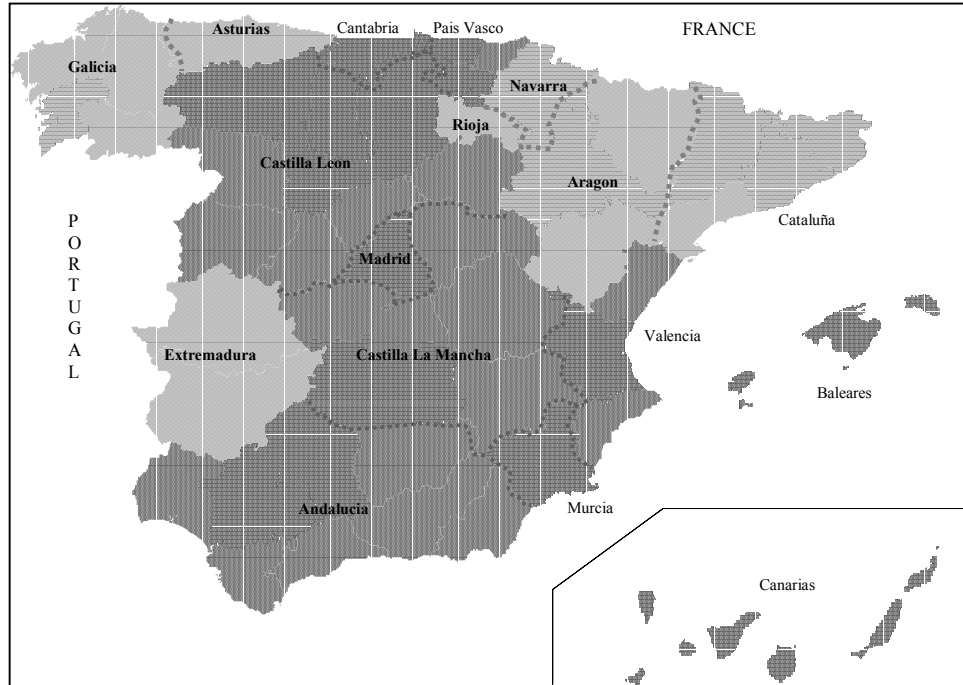 Asturias
Cantabria
Pais Vasco
FRANCE
Galicia
Navarra
Rioja
Castilla Leon
Aragon
Cataluña
PORTUGAL
Madrid
Extremadura
Castilla La Mancha
Valencia
Baleares
Andalucia
Murcia
Canarias